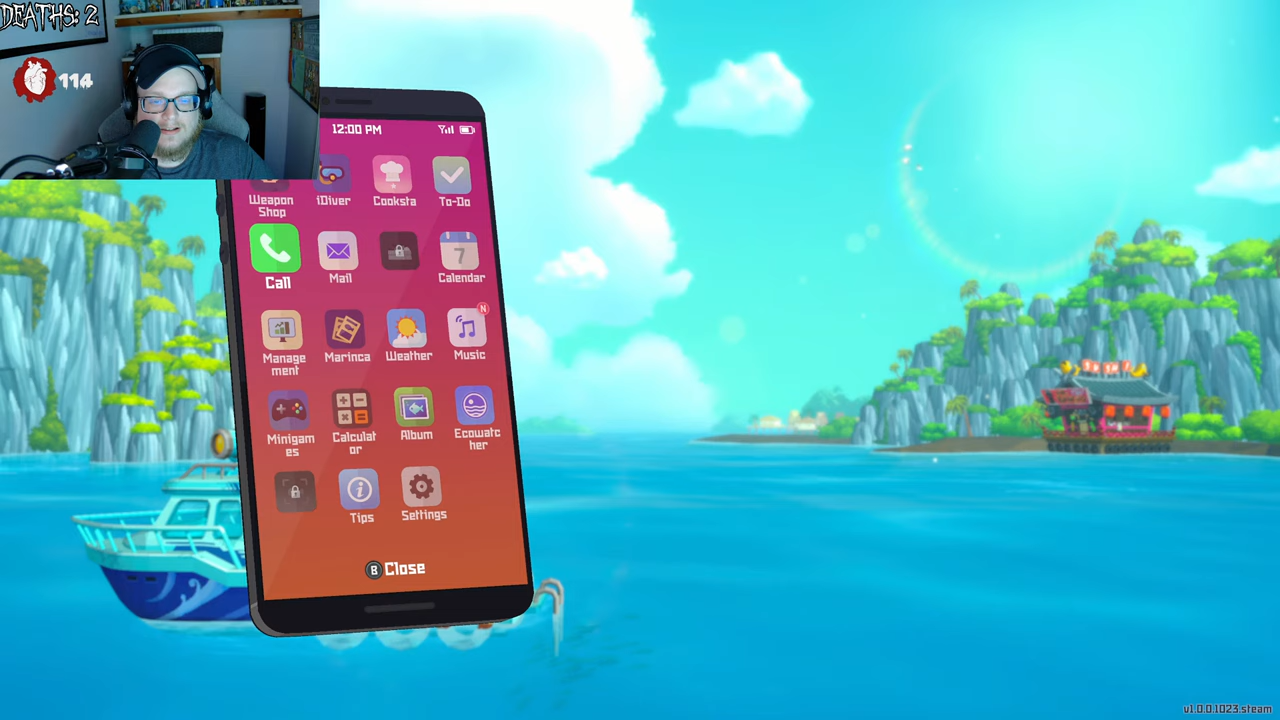 DEATHS: 2
114
12:00 PM
Weapon
Shop
iDiver
Cooksta
To-Do
Call
Mail
7
Calendar
N
Manage
ment
Marinca
Weather
Music
Minigam
es
Calculat
or
Album
Ecowatc
her
Tips
Settings
B Close
v1.0.0.1023.steam